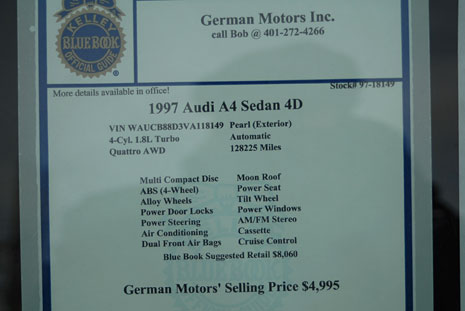 KELLEY
BLUE BOOK
OFFICIAL GUIDE
®
German Motors Inc.
call Bob @ 401-272-4266
More details available in office!
Stock# 97-18149
1997 Audi A4 Sedan 4D
VIN WAUCB88D3VA118149 Pearl (Exterior)
4-Cyl. 1.8L Turbo Automatic
Quattro AWD 128225 Miles
Multi Compact Disc Moon Roof
ABS (4-Wheel) Power Seat
Alloy Wheels Tilt Wheel
Power Door Locks Power Windows
Power Steering AM/FM Stereo
Air Conditioning Cassette
Dual Front Air Bags Cruise Control
Blue Book Suggested Retail $8,060
BLUE BOOK
German Motors' Selling Price $4,995